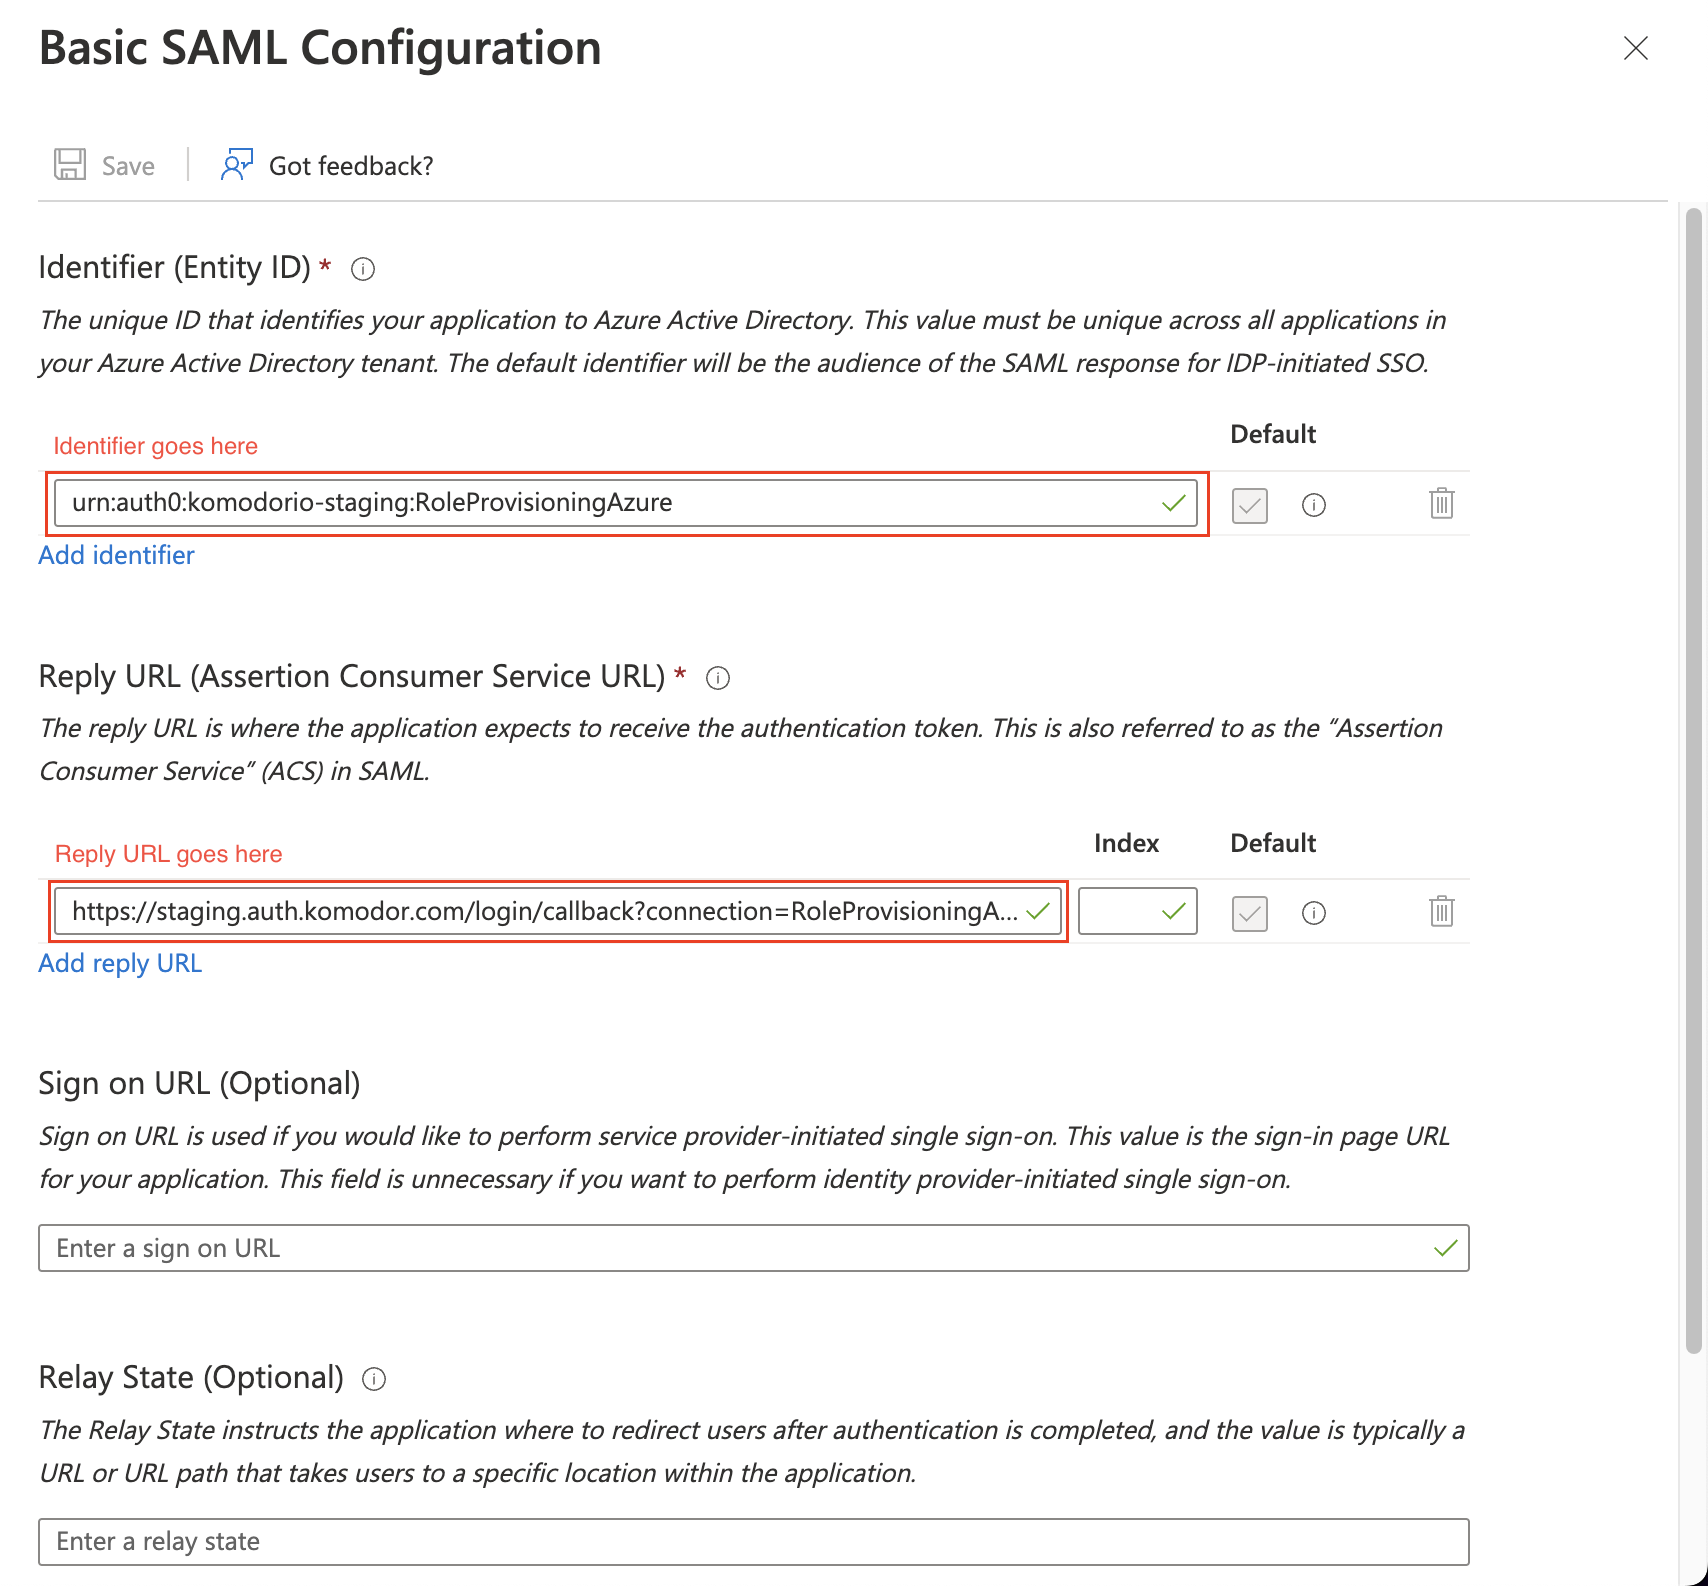 Basic SAML Configuration
Save
Got feedback?
Identifier (Entity ID) *
The unique ID that identifies your application to Azure Active Directory. This value must be unique across all applications in
your Azure Active Directory tenant. The default identifier will be the audience of the SAML response for IDP-initiated SSO.
Identifier goes here
Default
urn:auth0:komodorio-staging:RoleProvisioningAzure
Add identifier
Reply URL (Assertion Consumer Service URL) *
The reply URL is where the application expects to receive the authentication token. This is also referred to as the “Assertion
Consumer Service” (ACS) in SAML.
Reply URL goes here
Index
Default
https://staging.auth.komodor.com/login/callback?connection=RoleProvisioningA...
Add reply URL
Sign on URL (Optional)
Sign on URL is used if you would like to perform service provider-initiated single sign-on. This value is the sign-in page URL
for your application. This field is unnecessary if you want to perform identity provider-initiated single sign-on.
Enter a sign on URL
Relay State (Optional)
The Relay State instructs the application where to redirect users after authentication is completed, and the value is typically a
URL or URL path that takes users to a specific location within the application.
Enter a relay state